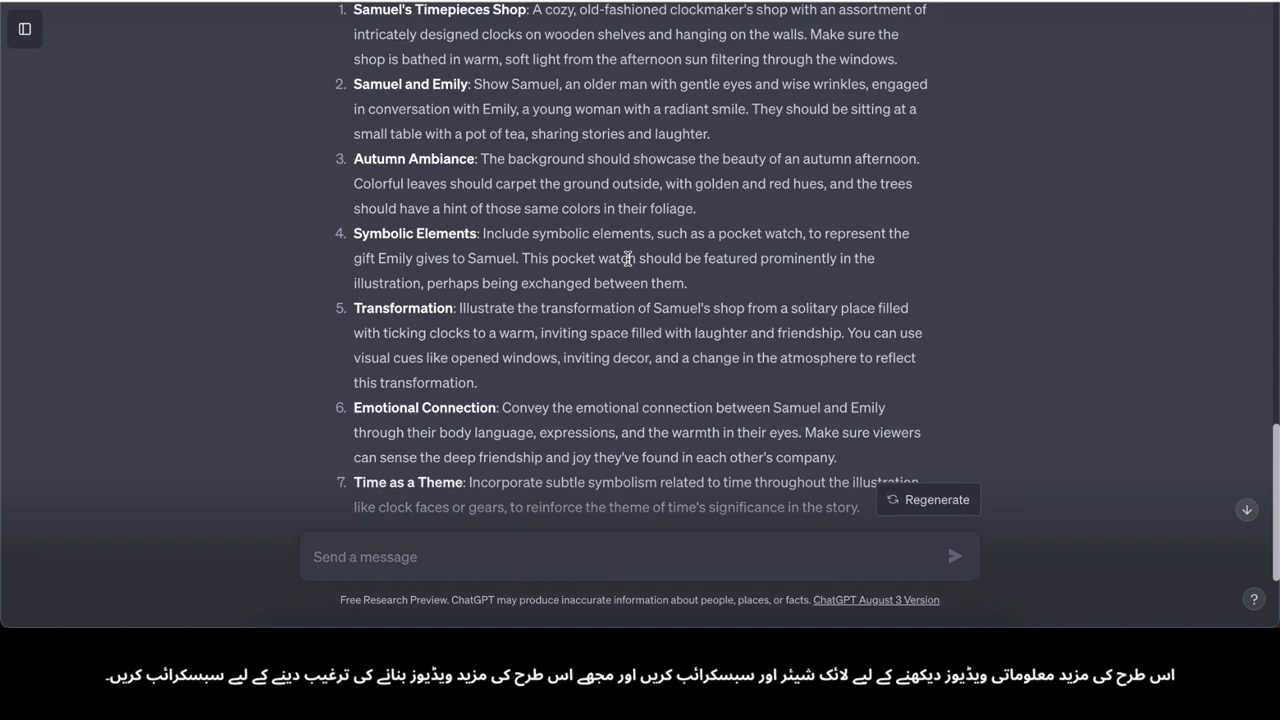 1. Samuel's Timepieces Shop: A cozy, old-fashioned clockmaker's shop with an assortment of
intricately designed clocks on wooden shelves and hanging on the walls. Make sure the
shop is bathed in warm, soft light from the afternoon sun filtering through the windows.
2. Samuel and Emily: Show Samuel, an older man with gentle eyes and wise wrinkles, engaged
in conversation with Emily, a young woman with a radiant smile. They should be sitting at a
small table with a pot of tea, sharing stories and laughter.
3. Autumn Ambiance: The background should showcase the beauty of an autumn afternoon.
Colorful leaves should carpet the ground outside, with golden and red hues, and the trees
should have a hint of those same colors in their foliage.
4. Symbolic Elements: Include symbolic elements, such as a pocket watch, to represent the
gift Emily gives to Samuel. This pocket watch should be featured prominently in the
illustration, perhaps being exchanged between them.
5. Transformation: Illustrate the transformation of Samuel's shop from a solitary place filled
with ticking clocks to a warm, inviting space filled with laughter and friendship. You can use
visual cues like opened windows, inviting decor, and a change in the atmosphere to reflect
this transformation.
6. Emotional Connection: Convey the emotional connection between Samuel and Emily
through their body language, expressions, and the warmth in their eyes. Make sure viewers
can sense the deep friendship and joy they've found in each other's company.
7. Time as a Theme: Incorporate subtle symbolism related to time throughout the illustration,
like clock faces or gears, to reinforce the theme of time's significance in the story.
Regenerate
Send a message
Free Research Preview. ChatGPT may produce inaccurate information about people, places, or facts. ChatGPT August 3 Version
?
اس طرح کی مزید معلوماتی ویڈیوز دیکھنے کے لیے لائک شیئر اور سبسکرائب کریں اور مجھے اس طرح کی مزید ویڈیوز بنانے کی ترغیب دینے کے لیے سبسکرائب کریں۔